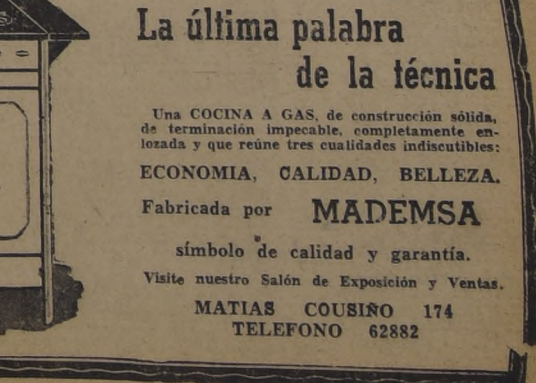 La última palabra
de la técnica
Una COCINA A GAS, de construcción sólida,
de terminación impecable, completamente en-
lozada y que reúne tres cualidades indiscutibles:
ECONOMIA, CALIDAD, BELLEZA.
Fabricada por MADEMSA
símbolo de calidad y garantía.
Visite nuestro Salón de Exposición y Ventas.
MATIAS COUSIÑO 174
TELEFONO 62882